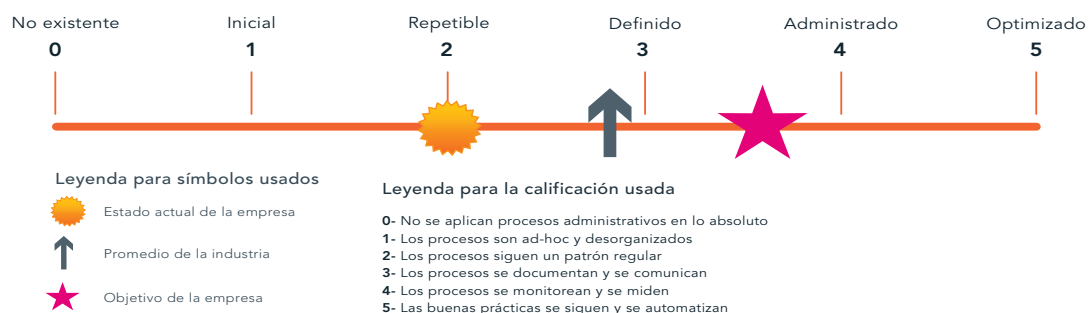 No existente Inicial Repetible Definido Administrado Optimizado
0 1 2 3 4 5
Leyenda para símbolos usados
Estado actual de la empresa
Promedio de la industria
Objetivo de la empresa
Leyenda para la calificación usada
0- No se aplican procesos administrativos en lo absoluto
1- Los procesos son ad-hoc y desorganizados
2- Los procesos siguen un patrón regular
3- Los procesos se documentan y se comunican
4- Los procesos se monitorean y se miden
5- Las buenas prácticas se siguen y se automatizan